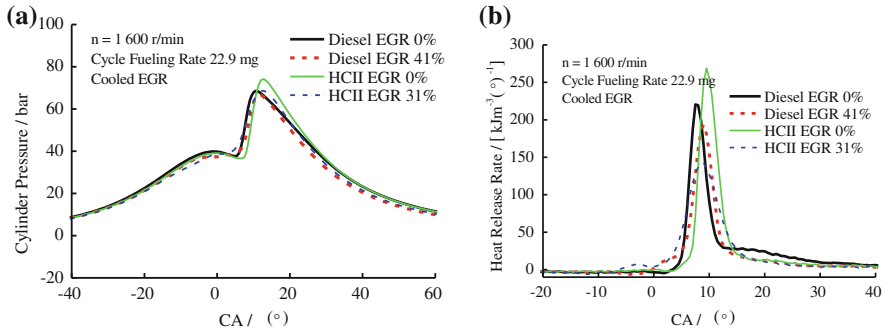 (a)
100
80
60
40
20
0
-20
-40
-20
0
20
40
60
Cylinder Pressure / bar
CA / (°)
n = 1 600 r/min
Cycle Fueling Rate 22.9 mg
Cooled EGR
Diesel EGR 0%
Diesel EGR 41%
HCII EGR 0%
HCII EGR 31%
(b)
300
250
200
150
100
50
0
-20
-10
0
10
20
30
40
Heat Release Rate / [kJm⁻³(°)⁻¹]
CA / (°)
n = 1 600 r/min
Cycle Fueling Rate 22.9 mg
Cooled EGR
Diesel EGR 0%
Diesel EGR 41%
HCII EGR 0%
HCII EGR 31%